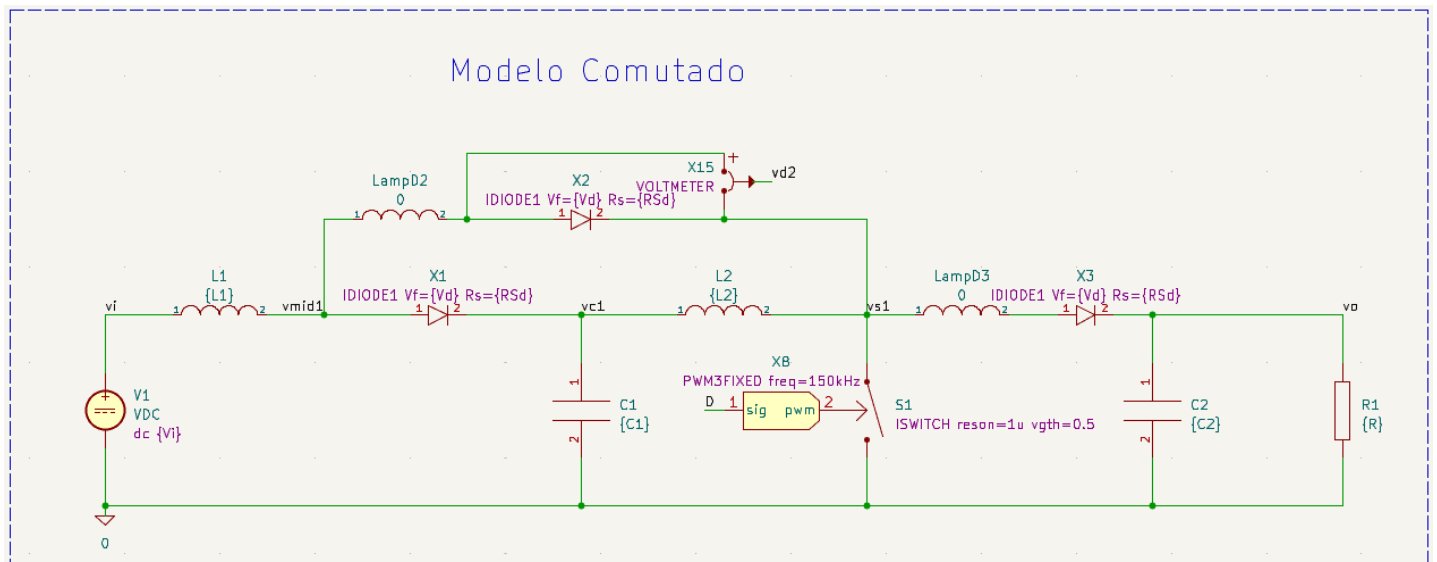 Modelo Comutado
LampD2
0
1
2
X2
IDIODE1 Vf={Vd} Rs={RSd}
1
2
X15
VOLTMETER
+
vd2
vi
L1
{L1}
1
2
vmid1
X1
IDIODE1 Vf={Vd} Rs={RSd}
1
2
vc1
L2
{L2}
1
2
vs1
LampD3
0
1
2
X3
IDIODE1 Vf={Vd} Rs={RSd}
1
2
vo
V1
VDC
dc {Vi}
1
C1
{C1}
2
X8
PWM3FIXED freq=150kHz
D
1
sig pwm
2
S1
ISWITCH reson=1u vgth=0.5
1
C2
{C2}
2
R1
{R}
0